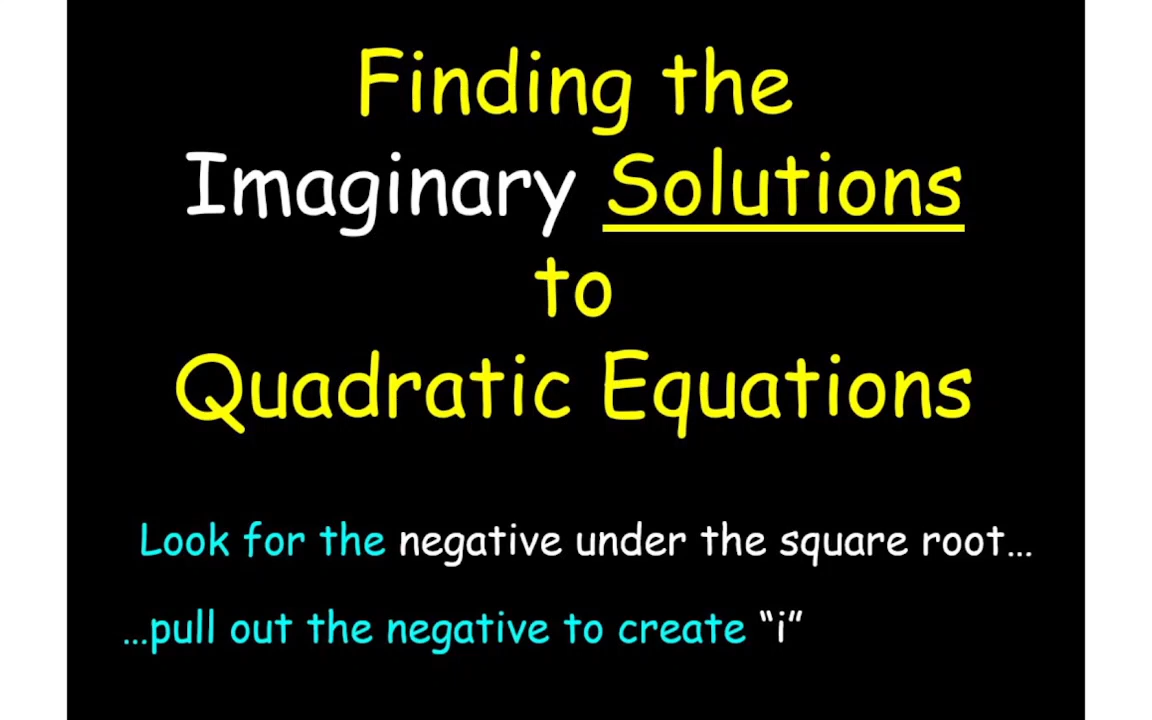 Finding the
Imaginary Solutions
to
Quadratic Equations
Look for the negative under the square root…
…pull out the negative to create “i”